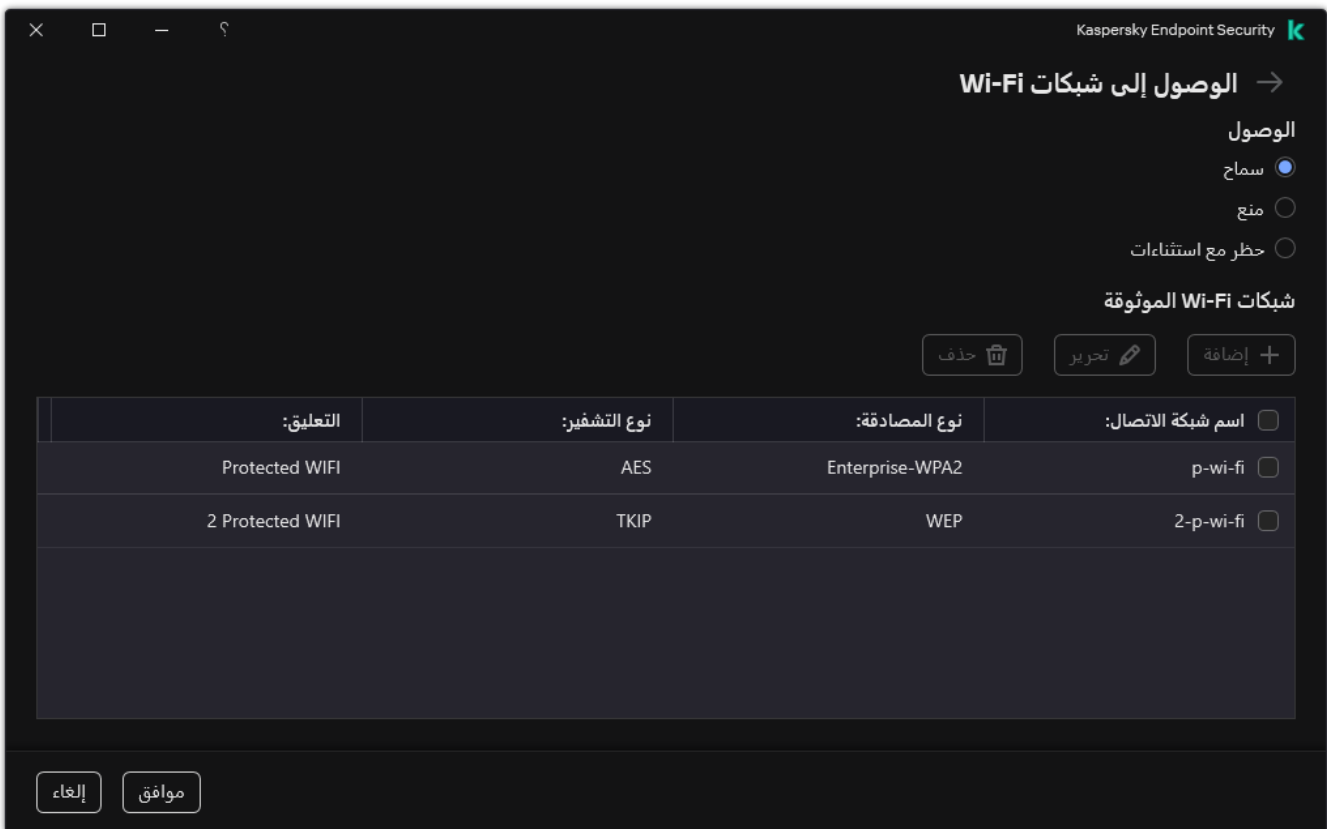 Kaspersky Endpoint Security
الوصول إلى شبكات Wi-Fi
الوصول
سماح
منع
حظر مع استثناءات
شبكات Wi-Fi الموثوقة
إضافة تحرير حذف
اسم شبكة الاتصال: نوع المصادقة: نوع التشفير: التعليق:
p-wi-fi Enterprise-WPA2 AES Protected WIFI
2-p-wi-fi WEP TKIP 2 Protected WIFI
موافق إلغاء